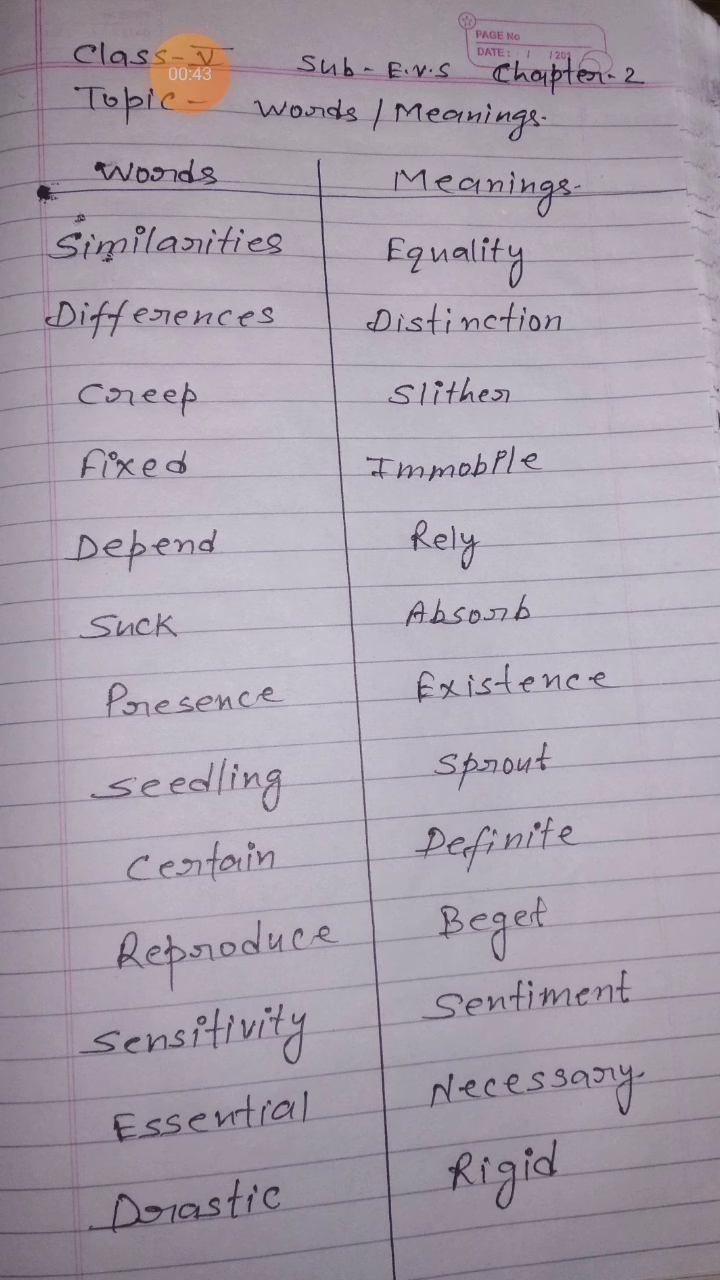 PAGE No
DATE: / /201
Class - V Sub - E.V.S Chapter - 2
00:43
Topic - Words / Meanings.
Words Meanings.
Similarities Equality
Differences Distinction
Creep Slither
Fixed Immobile
Depend Rely
Suck Absorb
Presence Existence
Seedling Sprout
Certain Definite
Reproduce Beget
Sensitivity Sentiment
Essential Necessary.
Drastic Rigid